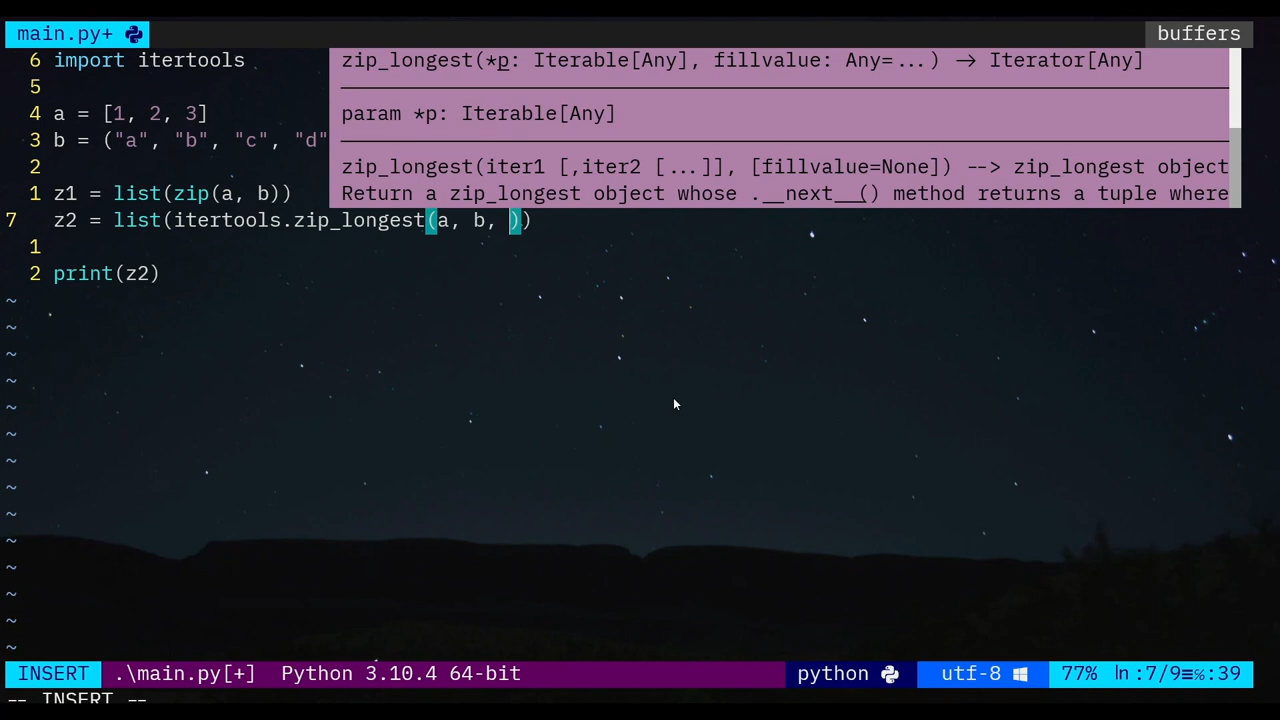 main.py+ buffers
6 import itertools
5
4 a = [1, 2, 3]
3 b = ("a", "b", "c", "d"
2
1 z1 = list(zip(a, b))
7 z2 = list(itertools.zip_longest(a, b, ))
1
2 print(z2)
zip_longest(*p: Iterable[Any], fillvalue: Any=...) -> Iterator[Any]
param *p: Iterable[Any]
zip_longest(iter1 [,iter2 [...]], [fillvalue=None]) --> zip_longest object
Return a zip_longest object whose .__next__() method returns a tuple where
~
~
~
~
~
~
~
~
~
~
~
~
~
~
INSERT .\main.py[+] Python 3.10.4 64-bit python utf-8 77% ln:7/9≡%:39
-- INSERT --